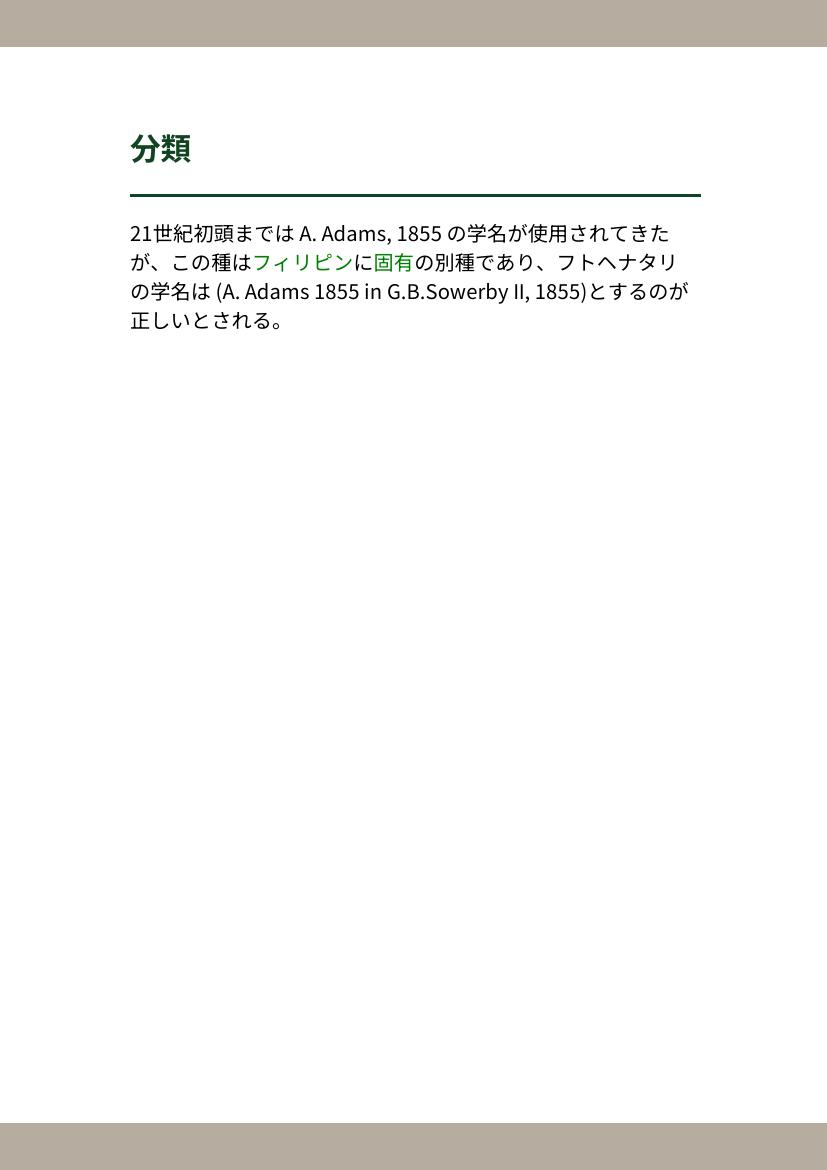 分類
21世紀初頭までは A. Adams, 1855 の学名が使用されてきた
が、この種はフィリピンに固有の別種であり、フトヘナタリ
の学名は (A. Adams 1855 in G.B.Sowerby II, 1855)とするのが
正しいとされる。